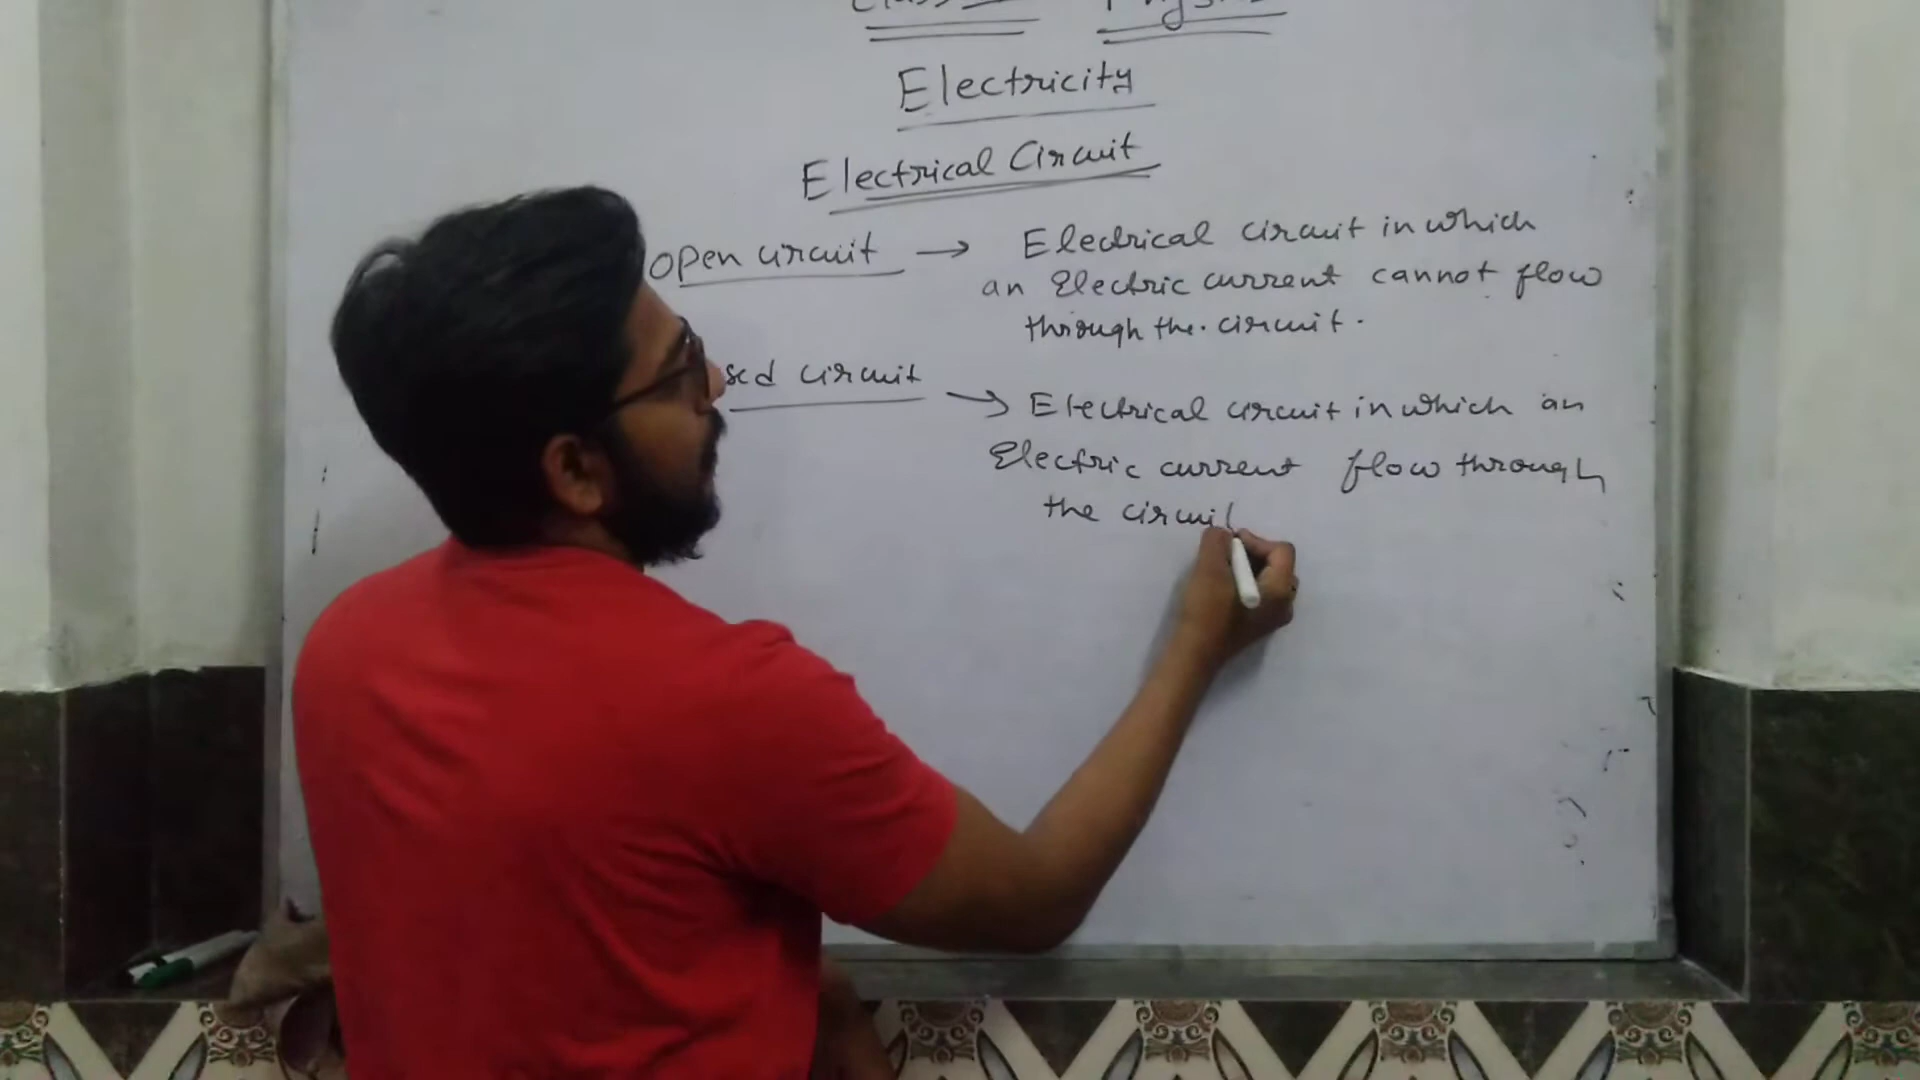 Electricity
Electrical Circuit
open circuit → Electrical circuit in which
an Electric current cannot flow
through the circuit.
sed circuit → Electrical circuit in which an
Electric current flow through
the circuit